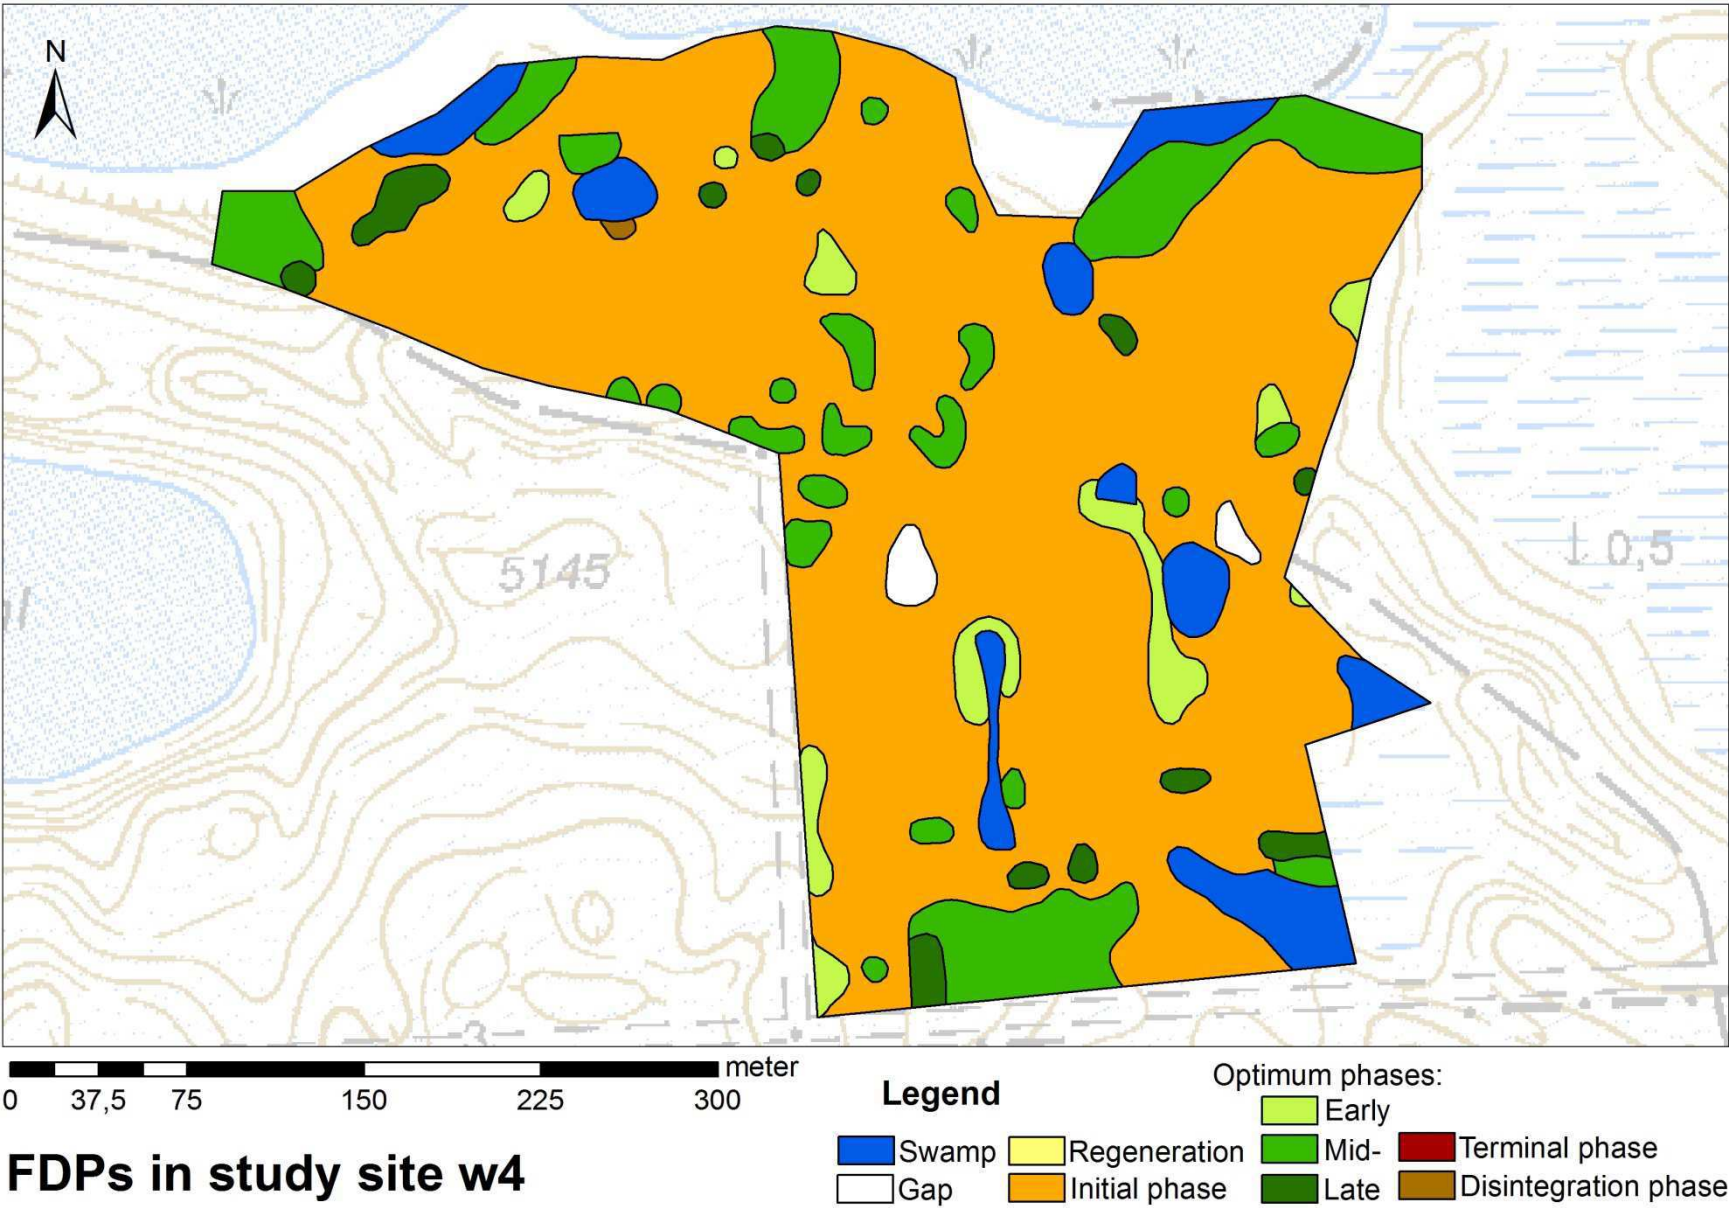 N
5145
0,5
3
meter
0 37,5 75 150 225 300
FDPs in study site w4
Legend
Optimum phases:
Early
Swamp Regeneration Mid- Terminal phase
Gap Initial phase Late Disintegration phase